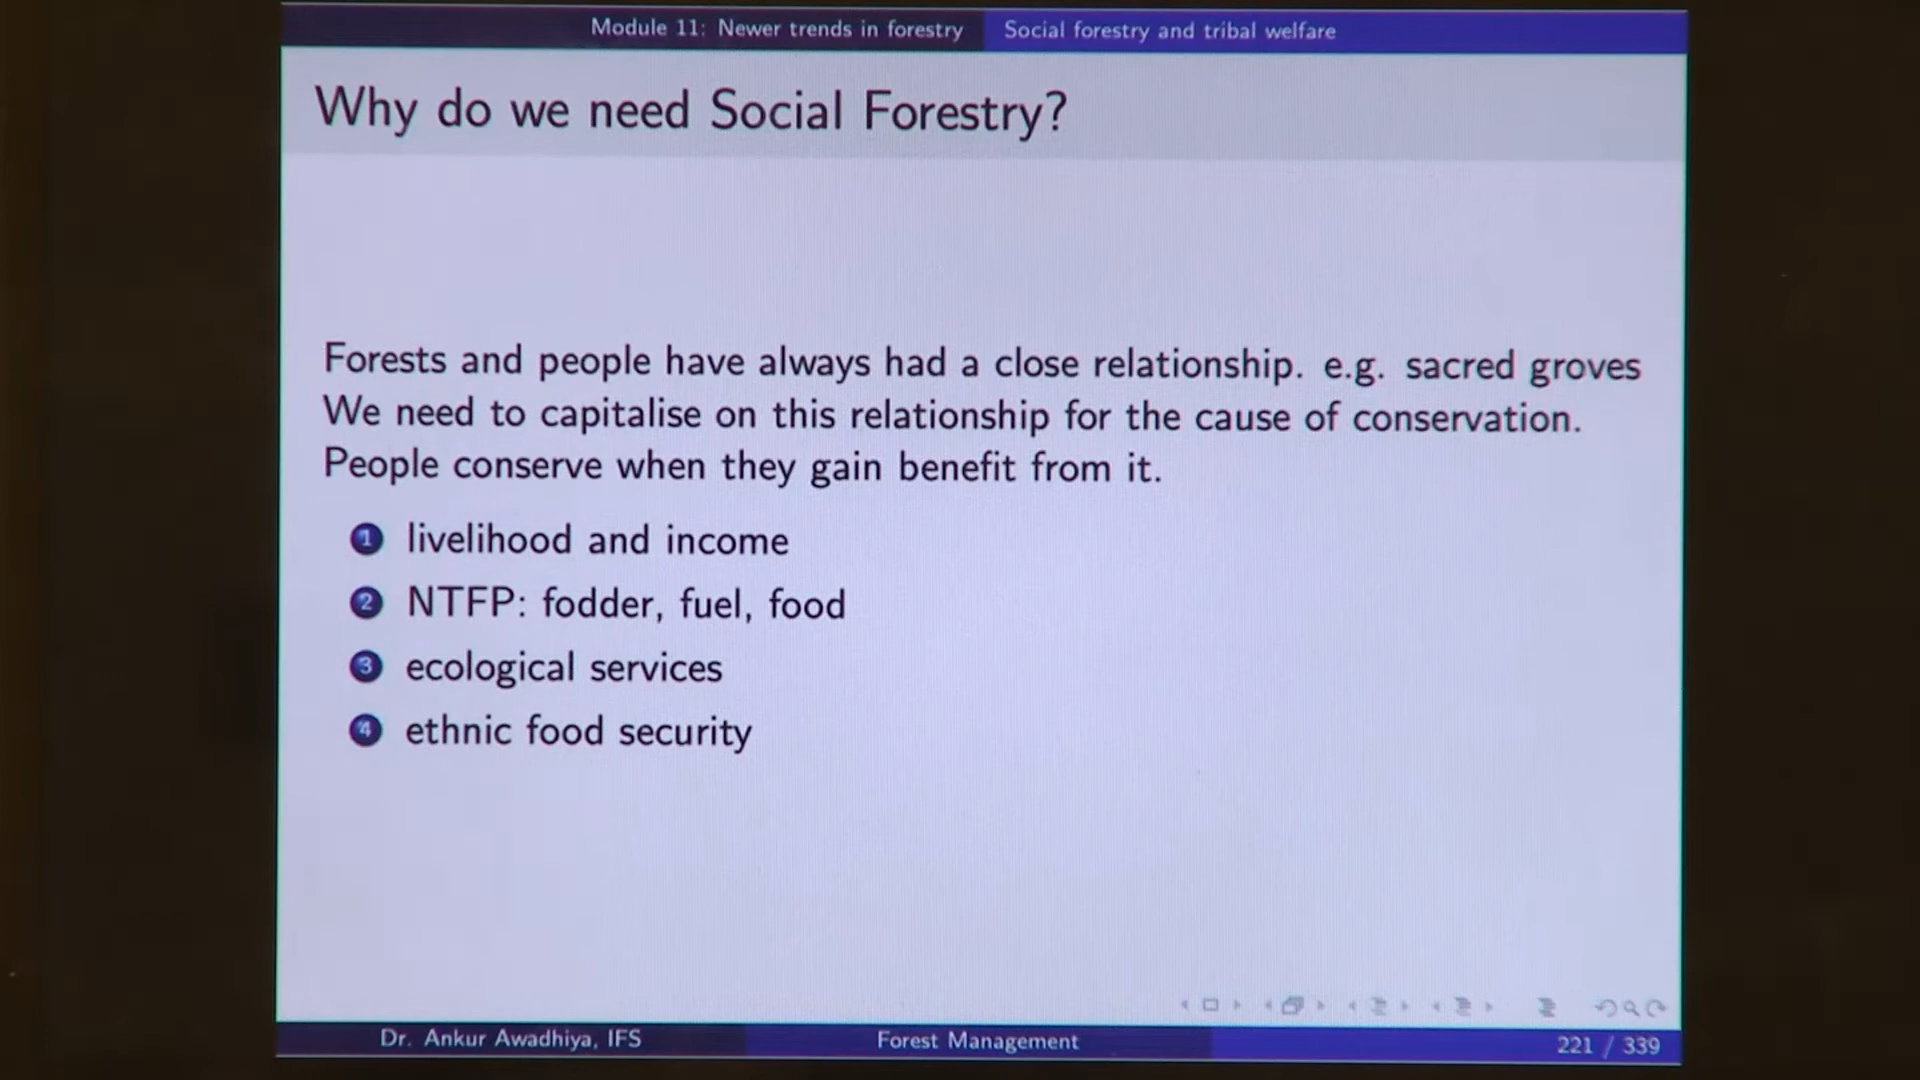 Module 11: Newer trends in forestry Social forestry and tribal welfare
Why do we need Social Forestry?
Forests and people have always had a close relationship. e.g. sacred groves
We need to capitalise on this relationship for the cause of conservation.
People conserve when they gain benefit from it.
1 livelihood and income
2 NTFP: fodder, fuel, food
3 ecological services
4 ethnic food security
Dr. Ankur Awadhiya, IFS Forest Management 221 / 339